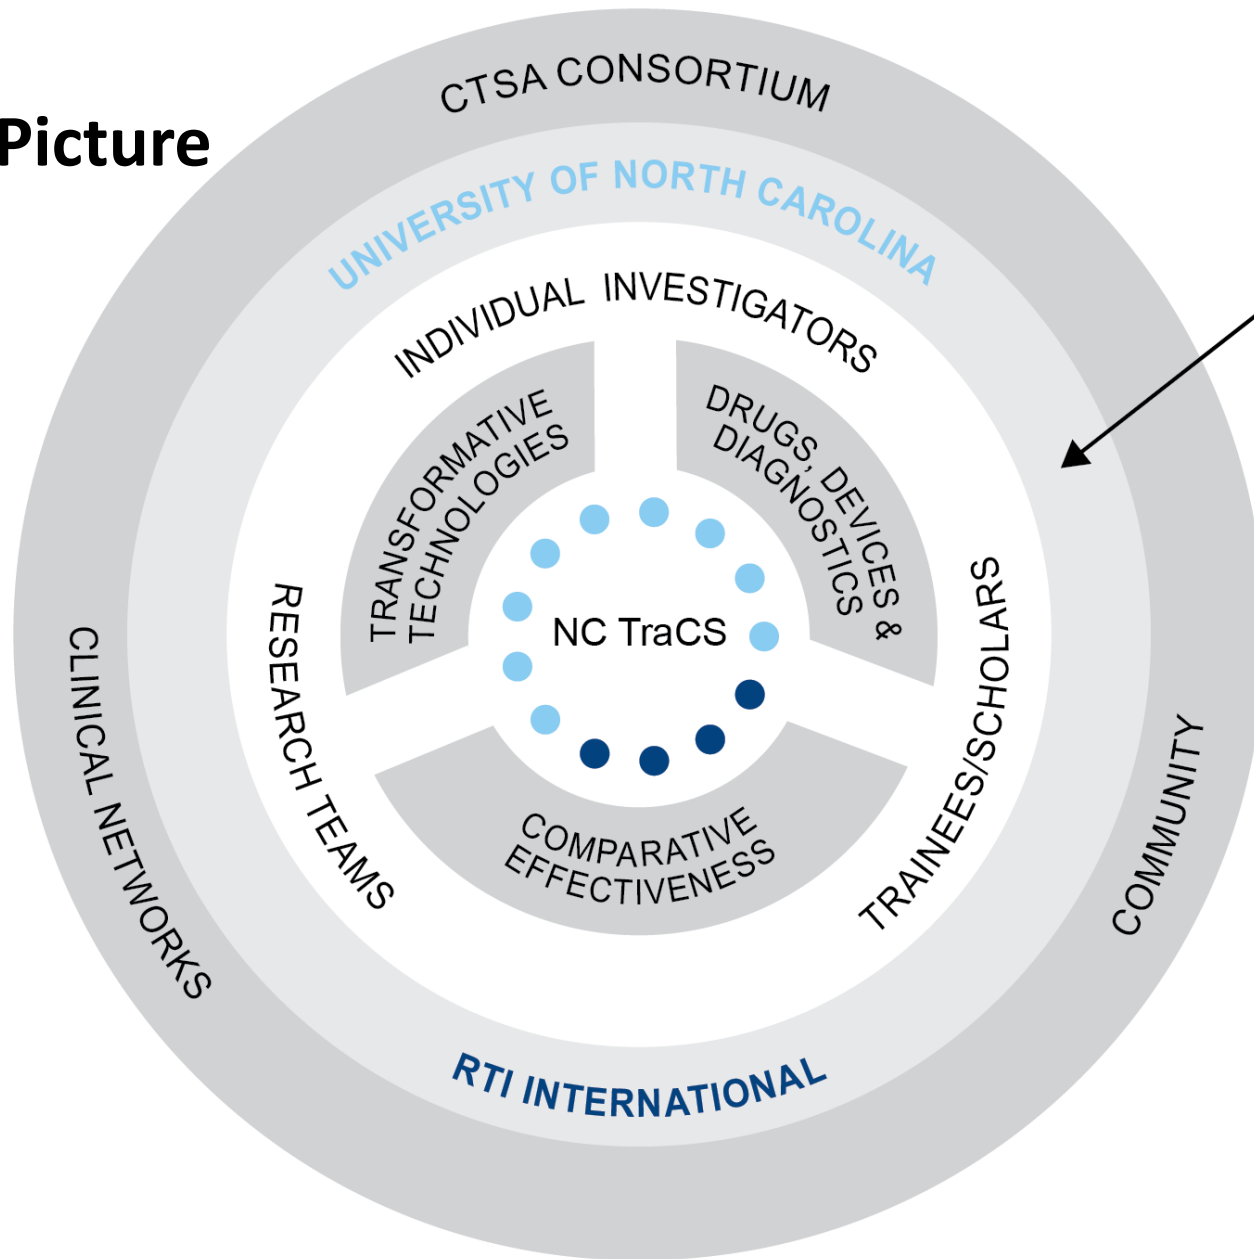 Picture
CTSA CONSORTIUM
UNIVERSITY OF NORTH CAROLINA
INDIVIDUAL INVESTIGATORS
TRANSFORMATIVE
TECHNOLOGIES
DRUGS, DEVICES &
DIAGNOSTICS
NC TraCS
RESEARCH TEAMS
TRAINEES/SCHOLARS
CLINICAL NETWORKS
COMMUNITY
COMPARATIVE
EFFECTIVENESS
RTI INTERNATIONAL